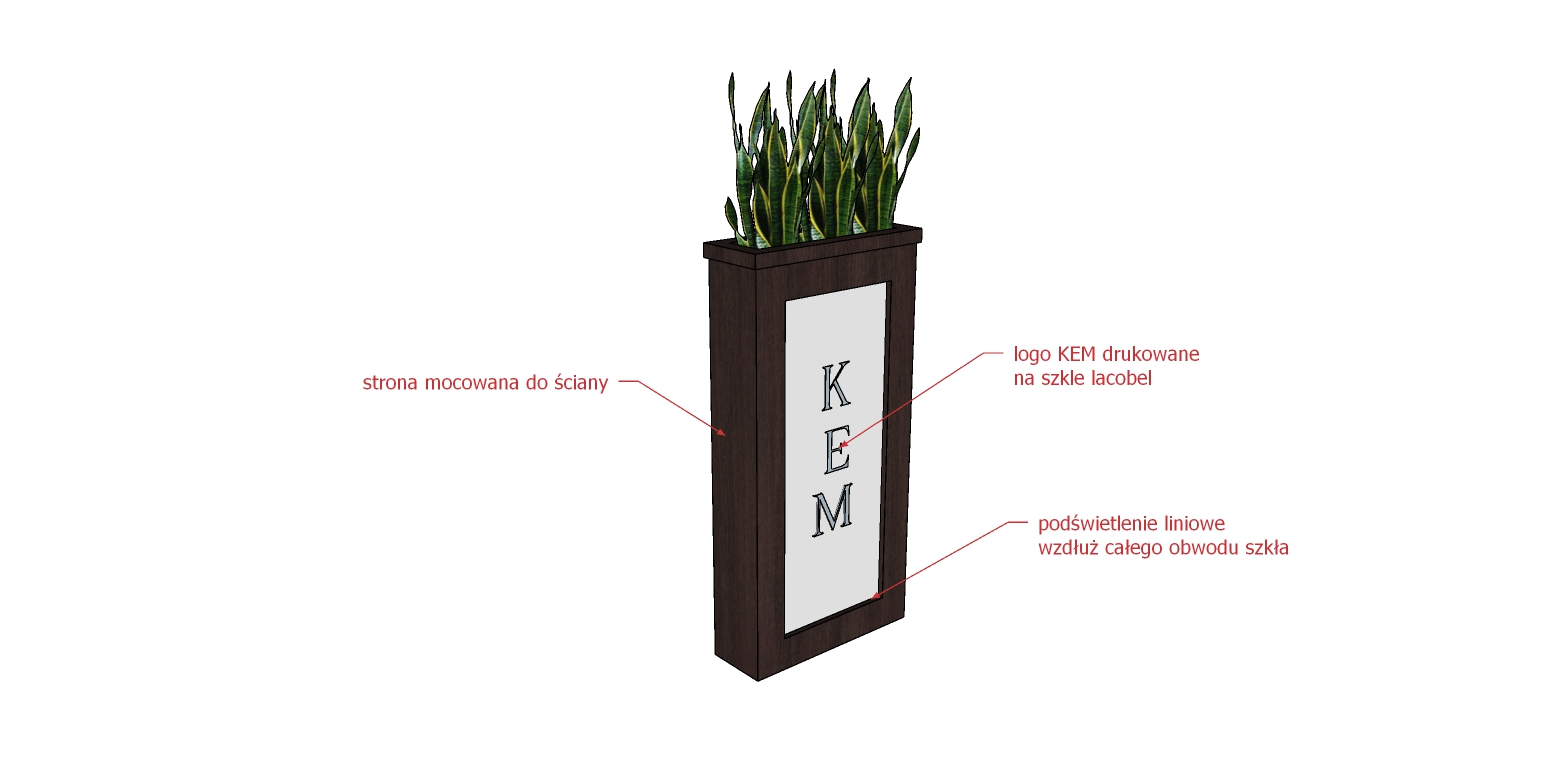 logo KEM drukowane
na szkle lacobel
strona mocowana do ściany
K
E
M
podświetlenie liniowe
wzdłuż całego obwodu szkła